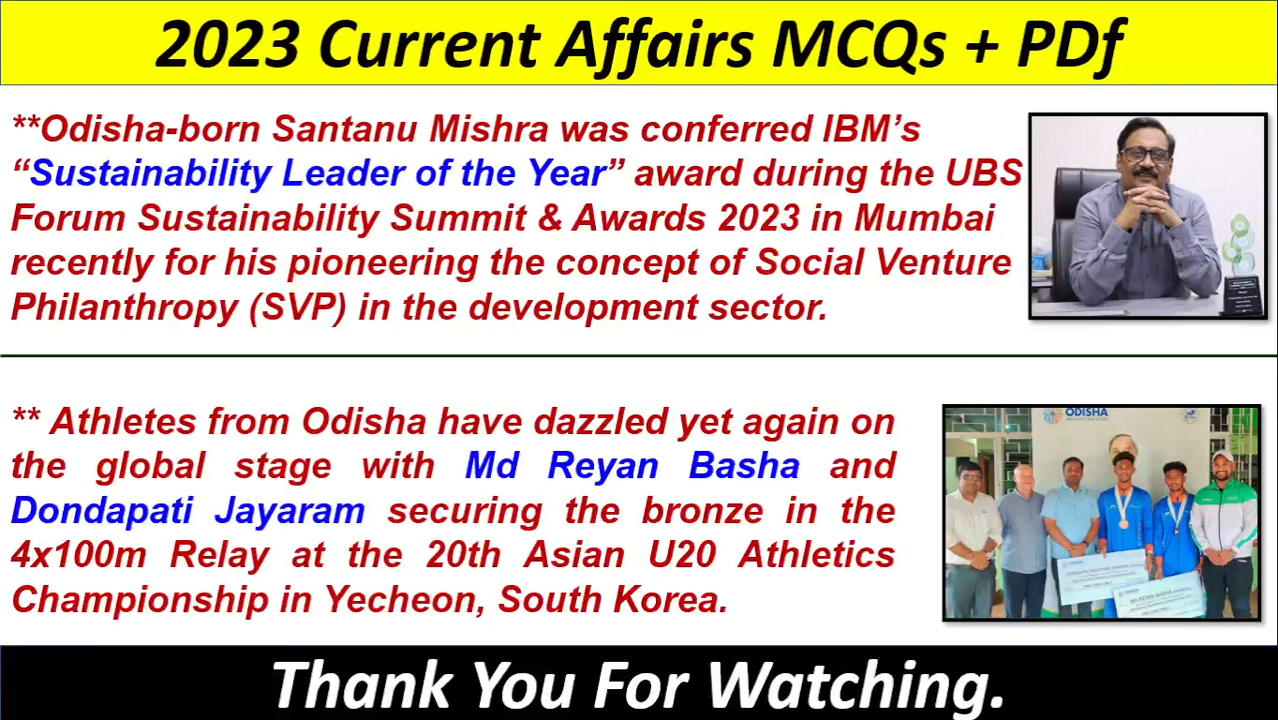 2023 Current Affairs MCQs + PDf
**Odisha-born Santanu Mishra was conferred IBM’s
“Sustainability Leader of the Year” award during the UBS
Forum Sustainability Summit & Awards 2023 in Mumbai
recently for his pioneering the concept of Social Venture
Philanthropy (SVP) in the development sector.
** Athletes from Odisha have dazzled yet again on
the global stage with Md Reyan Basha and
Dondapati Jayaram securing the bronze in the
4x100m Relay at the 20th Asian U20 Athletics
Championship in Yecheon, South Korea.
ODISHA
Thank You For Watching.